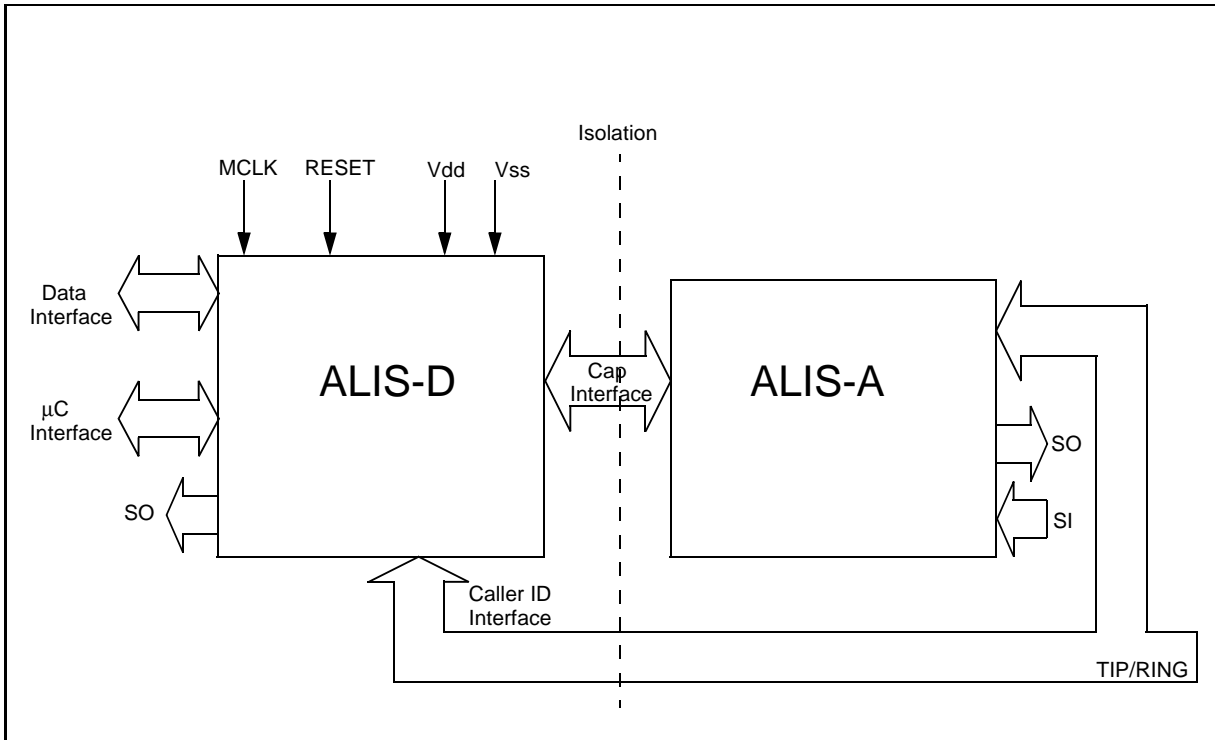 Isolation
MCLK
RESET
Vdd
Vss
Data
Interface
ALIS-D
Cap
Interface
ALIS-A
µC
Interface
SO
SO
SI
Caller ID
Interface
TIP/RING